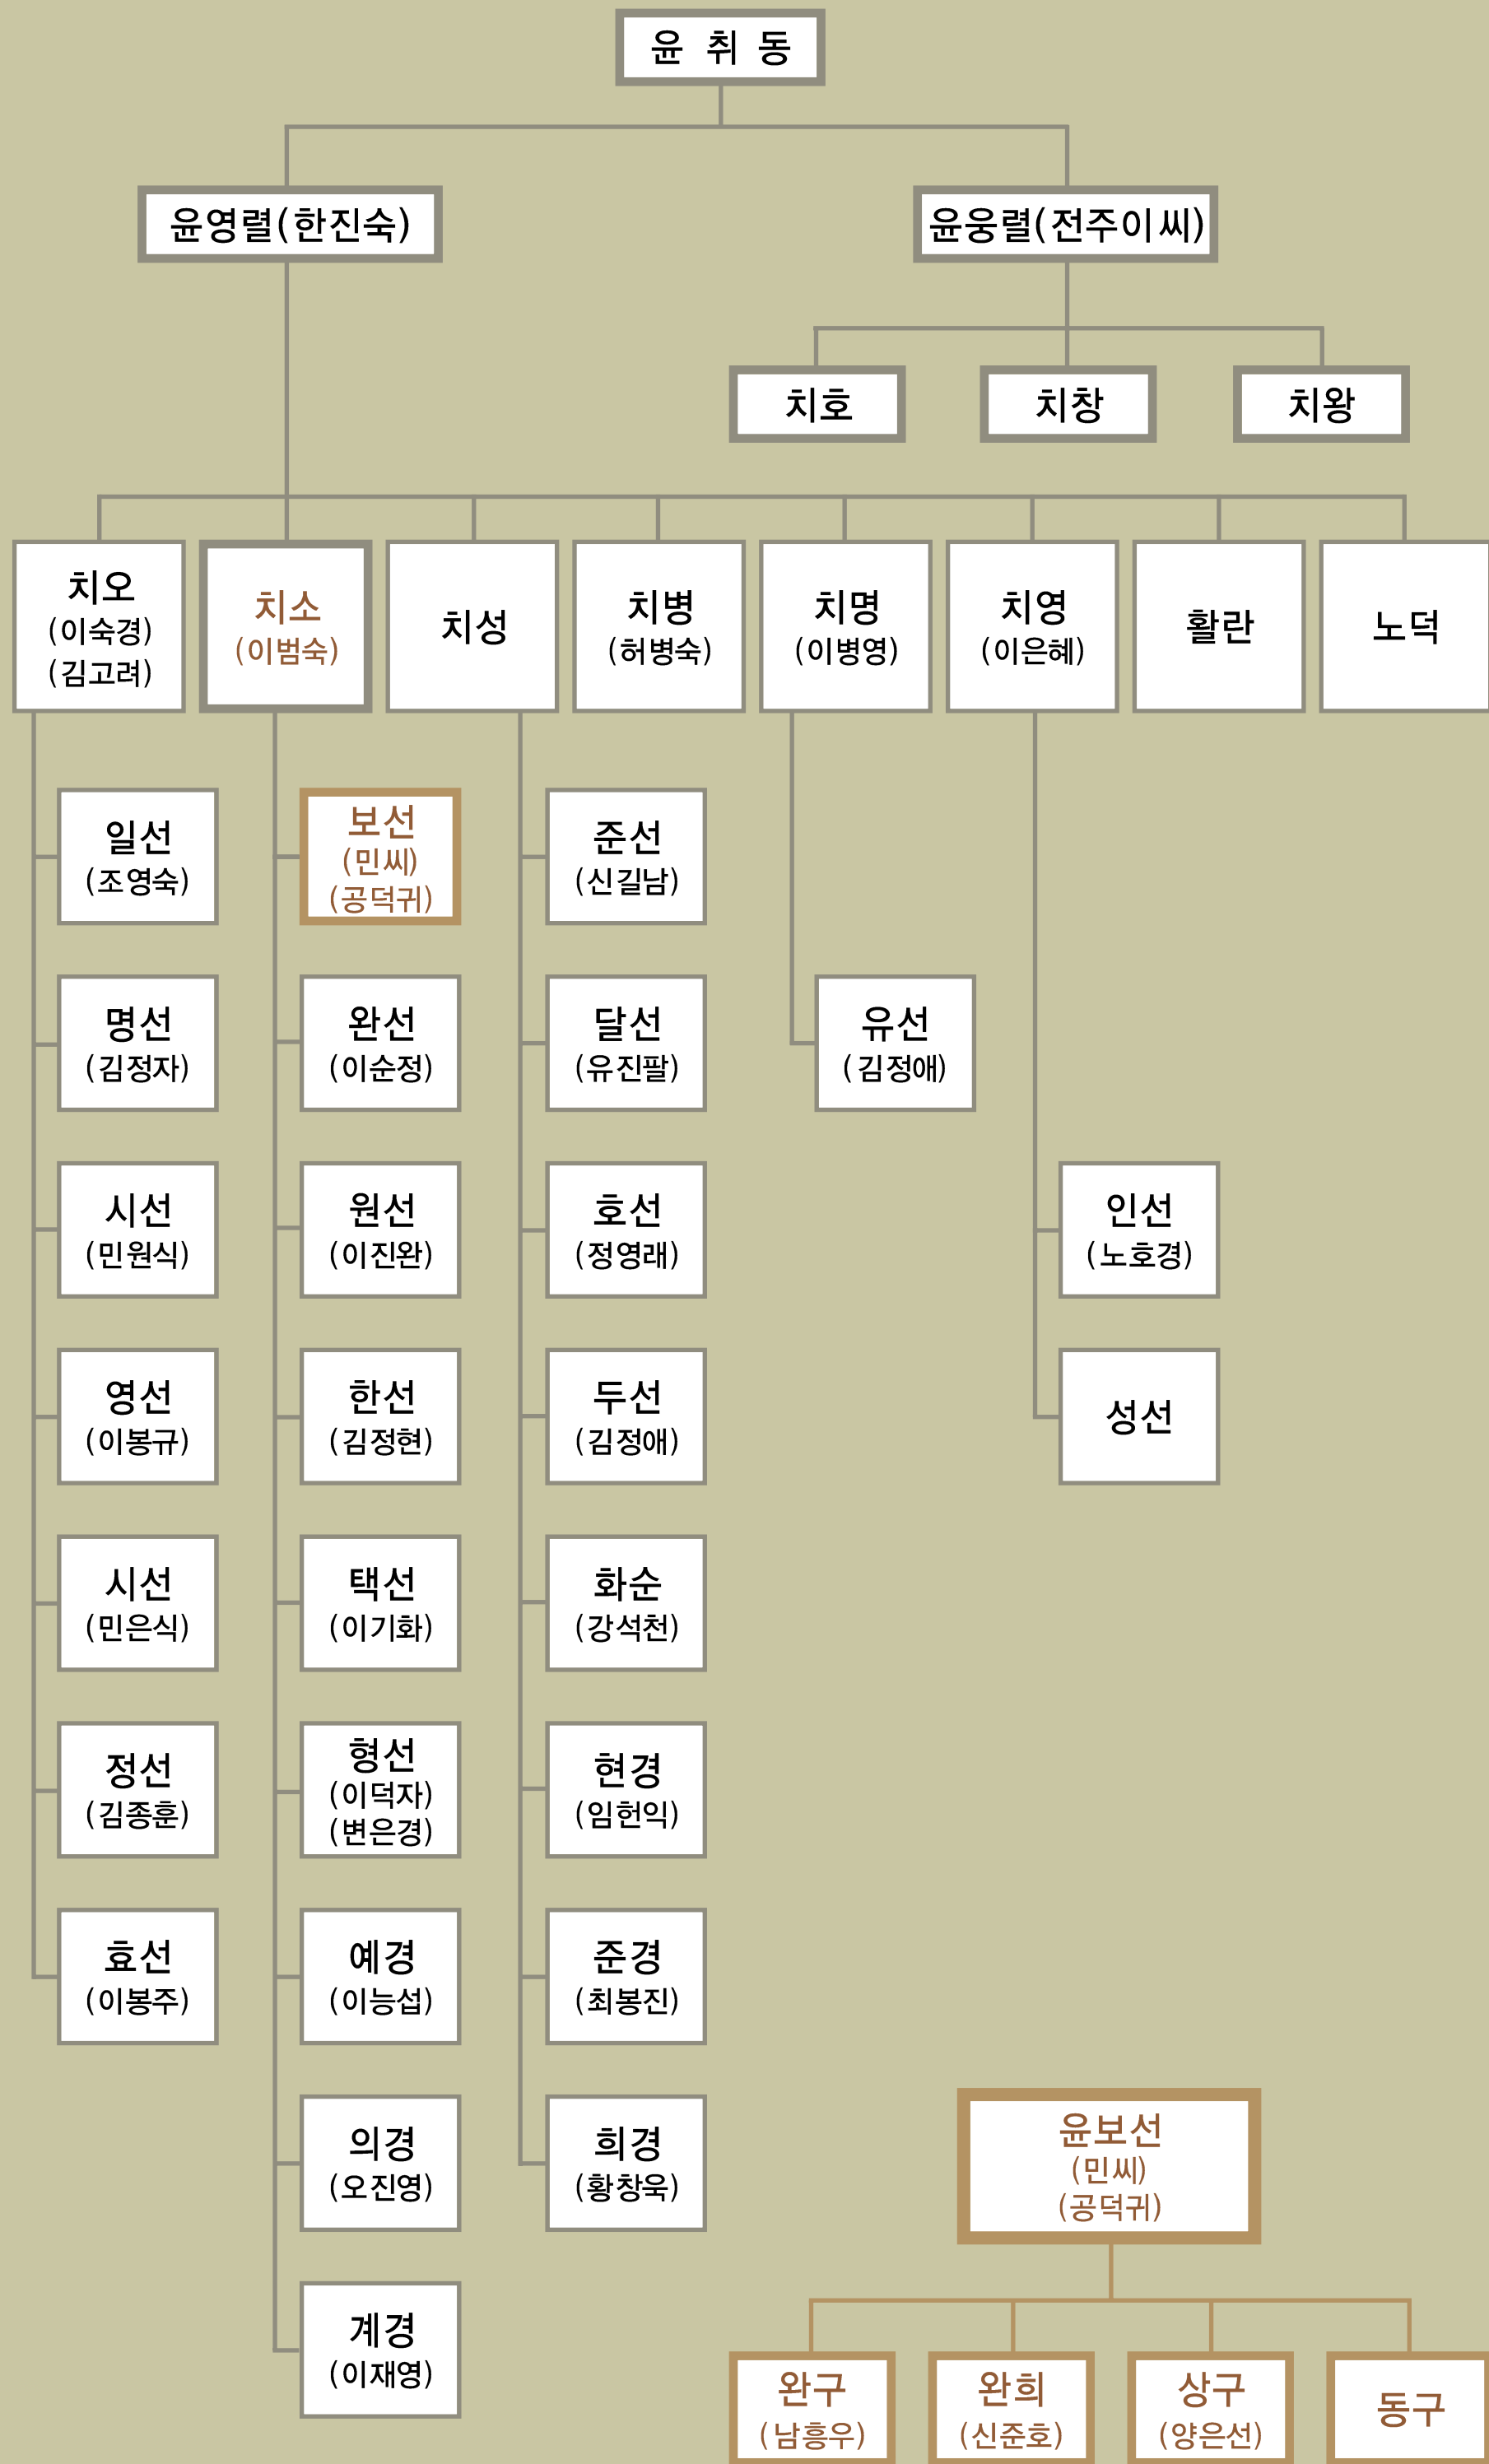 윤 취 동
윤영렬(한진숙)
윤웅렬(전주이씨)
치호
치창
치왕
치오
(이숙경)
(김고려)
치소
(이범숙)
치성
치병
(허병숙)
치명
(이병영)
치영
(이은혜)
활란
노덕
일선
(조영숙)
보선
(민씨)
(공덕귀)
준선
(신길남)
명선
(김정자)
완선
(이수정)
달선
(유진팔)
유선
(김정애)
시선
(민원식)
원선
(이진완)
호선
(정영래)
인선
(노호경)
영선
(이봉규)
한선
(김정현)
두선
(김정애)
성선
시선
(민은식)
택선
(이기화)
화순
(강석천)
정선
(김종훈)
형선
(이덕자)
(변은경)
현경
(임헌익)
효선
(이봉주)
예경
(이능섭)
준경
(최봉진)
의경
(오진영)
희경
(황창욱)
계경
(이재영)
윤보선
(민씨)
(공덕귀)
완구
(남흥우)
완희
(신준호)
상구
(양은선)
동구